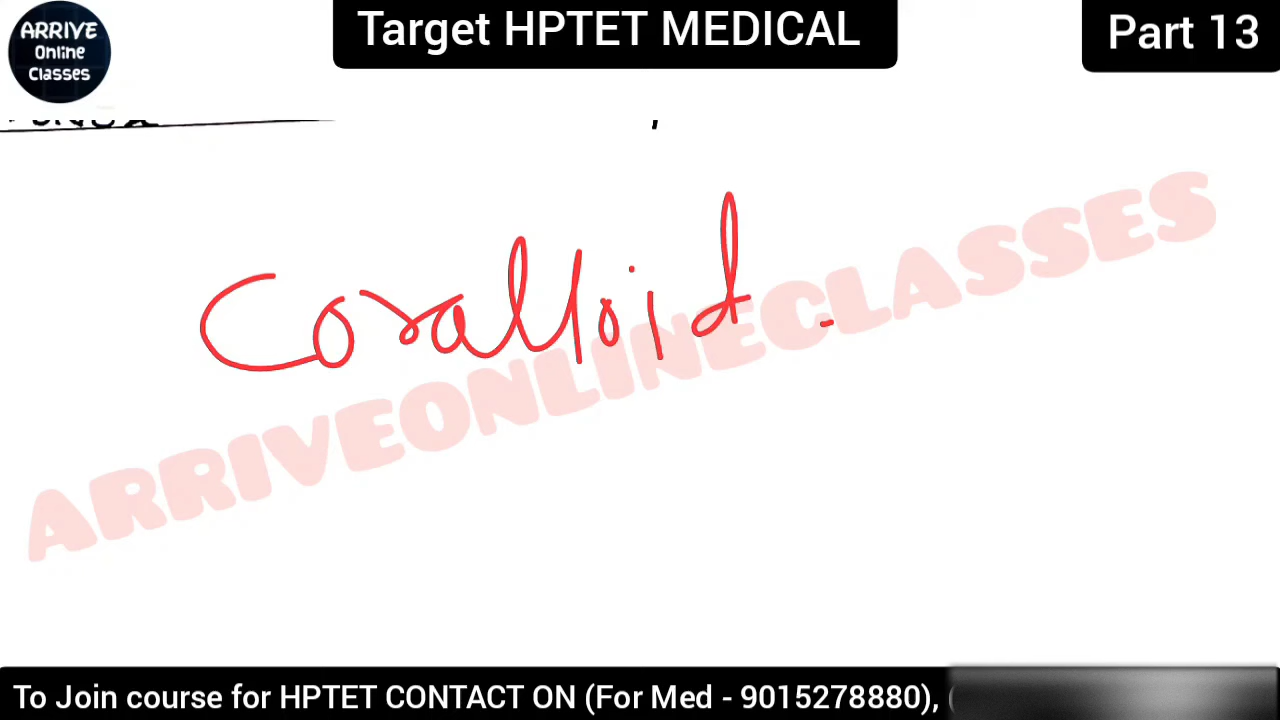 ARRIVE
Online
Classes
Target HPTET MEDICAL
Part 13
Coralloid -
ARRIVEONLINECLASSES
To Join course for HPTET CONTACT ON (For Med - 9015278880), (